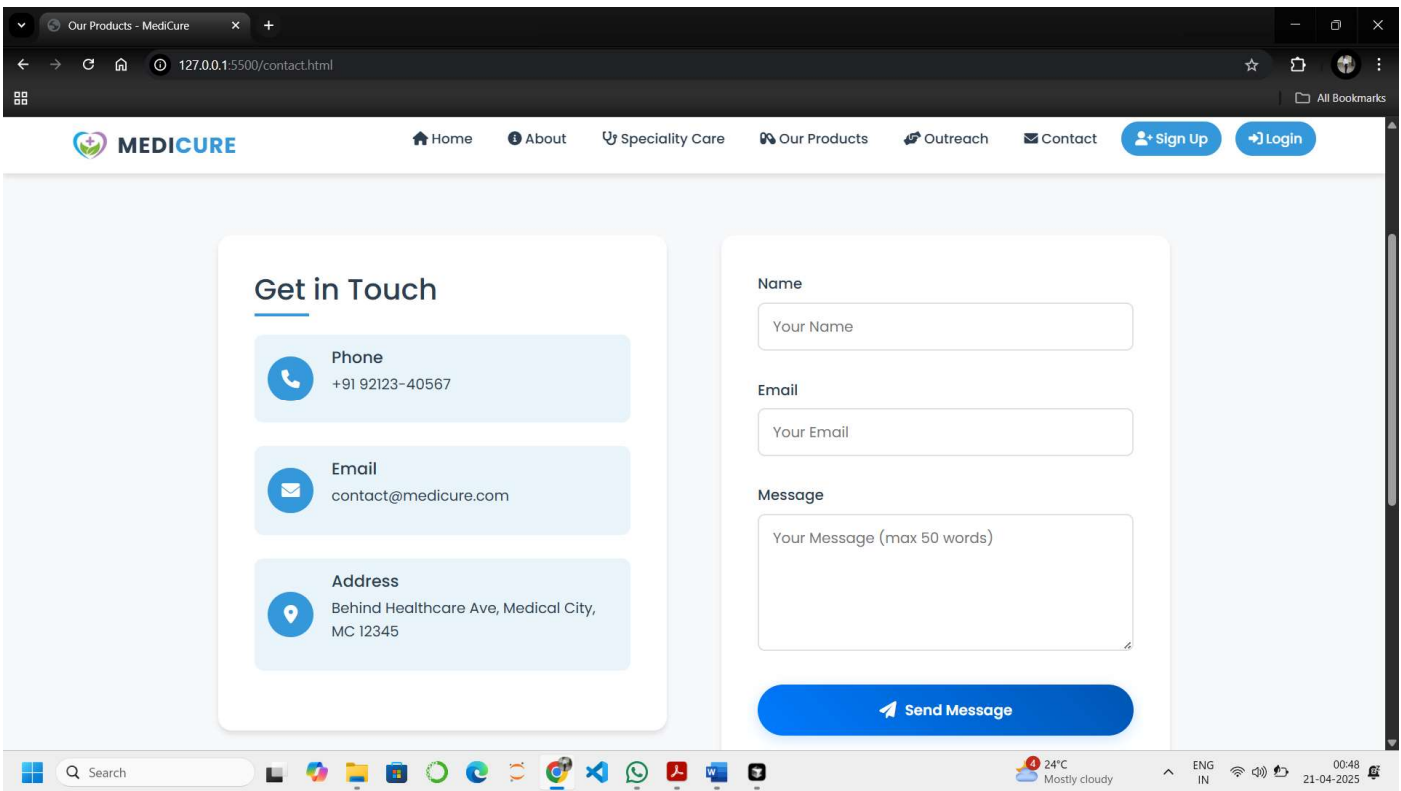 Our Products - MediCure
127.0.0.1:5500/contact.html
All Bookmarks
MEDICURE
Home
About
Speciality Care
Our Products
Outreach
Contact
Sign Up
Login
Get in Touch
Phone
+91 92123-40567
Email
contact@medicure.com
Address
Behind Healthcare Ave, Medical City,
MC 12345
Name
Your Name
Email
Your Email
Message
Your Message (max 50 words)
Send Message
Search
4
24°C
Mostly cloudy
ENG
IN
00:48
21-04-2025